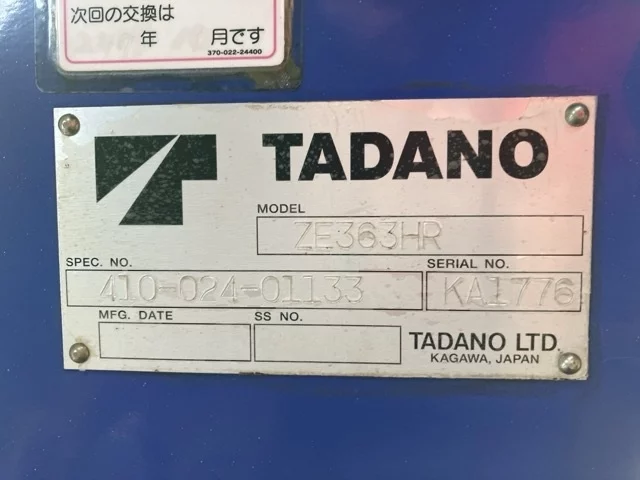 次回の交換は
年 月です
370-022-24400
TADANO
MODEL
ZE363HR
SPEC. NO. SERIAL NO.
410-024-01133 KA1776
MFG. DATE SS NO.
TADANO LTD.
KAGAWA, JAPAN